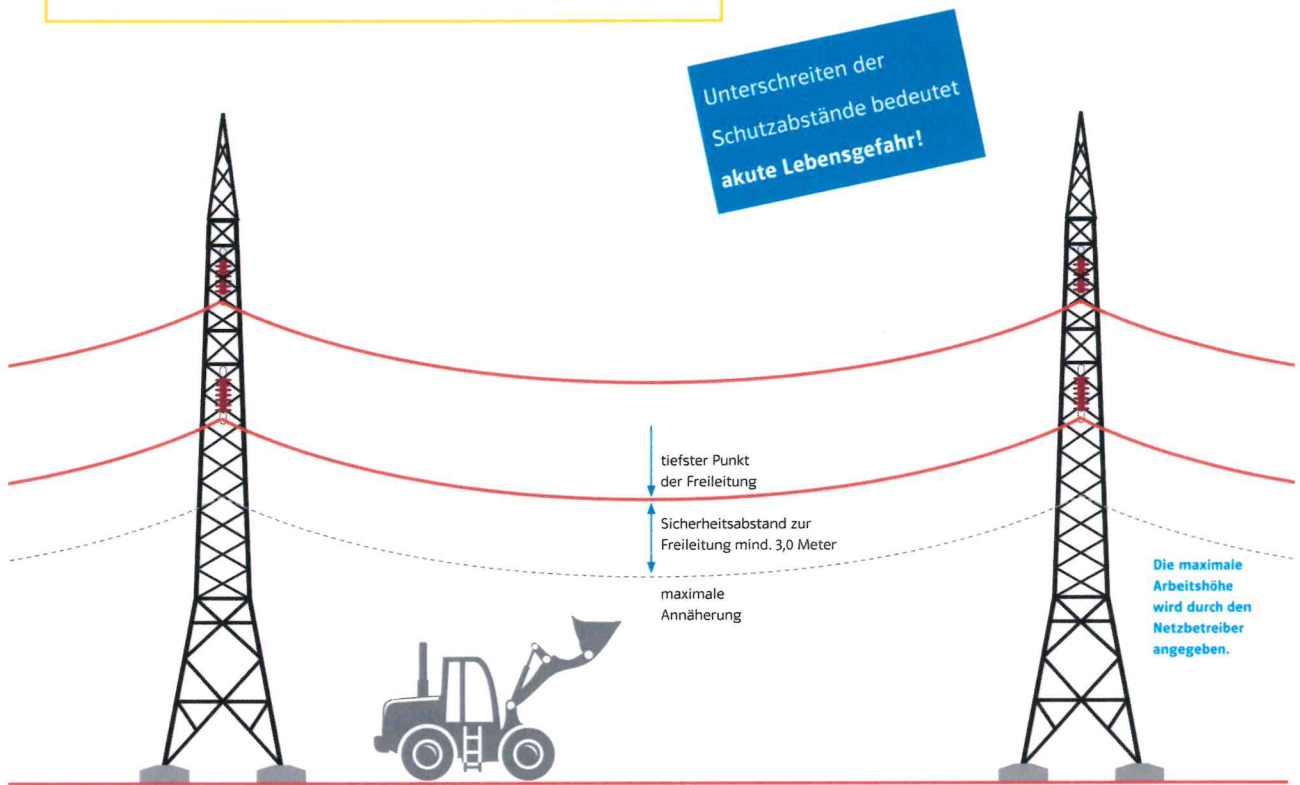 Unterschreiten der
Schutzabstände bedeutet
akute Lebensgefahr!
tiefster Punkt
der Freileitung
Sicherheitsabstand zur
Freileitung mind. 3,0 Meter
maximale
Annäherung
Die maximale
Arbeitshöhe
wird durch den
Netzbetreiber
angegeben.